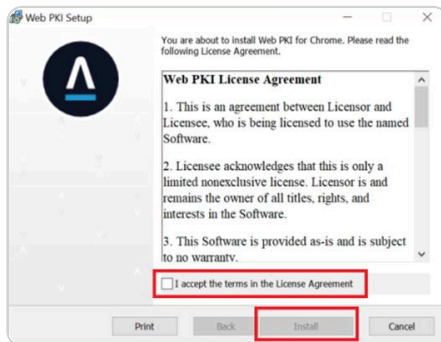 Web PKI Setup
You are about to install Web PKI for Chrome. Please read the
following License Agreement.
Web PKI License Agreement
1. This is an agreement between Licensor and
Licensee, who is being licensed to use the named
Software.
2. Licensee acknowledges that this is only a
limited nonexclusive license. Licensor is and
remains the owner of all titles, rights, and
interests in the Software.
3. This Software is provided as-is and is subject
to no warranty.
I accept the terms in the License Agreement
Print
Back
Install
Cancel